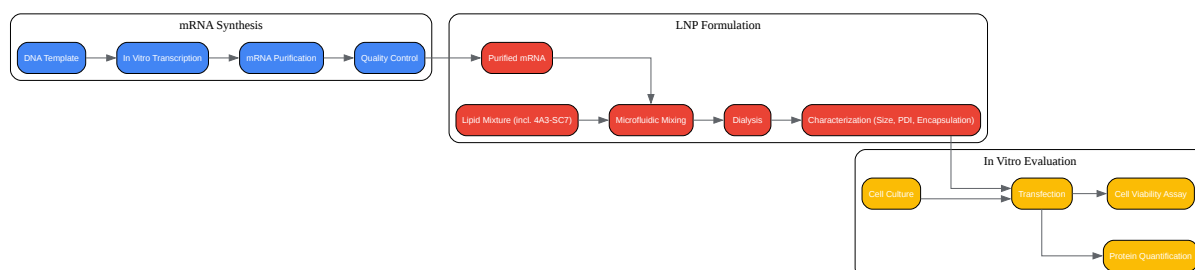 mRNA Synthesis
DNA Template
In Vitro Transcription
mRNA Purification
Quality Control
LNP Formulation
Purified mRNA
Lipid Mixture (incl. 4A3-SC7)
Microfluidic Mixing
Dialysis
Characterization (Size, PDI, Encapsulation)
In Vitro Evaluation
Cell Culture
Transfection
Cell Viability Assay
Protein Quantification